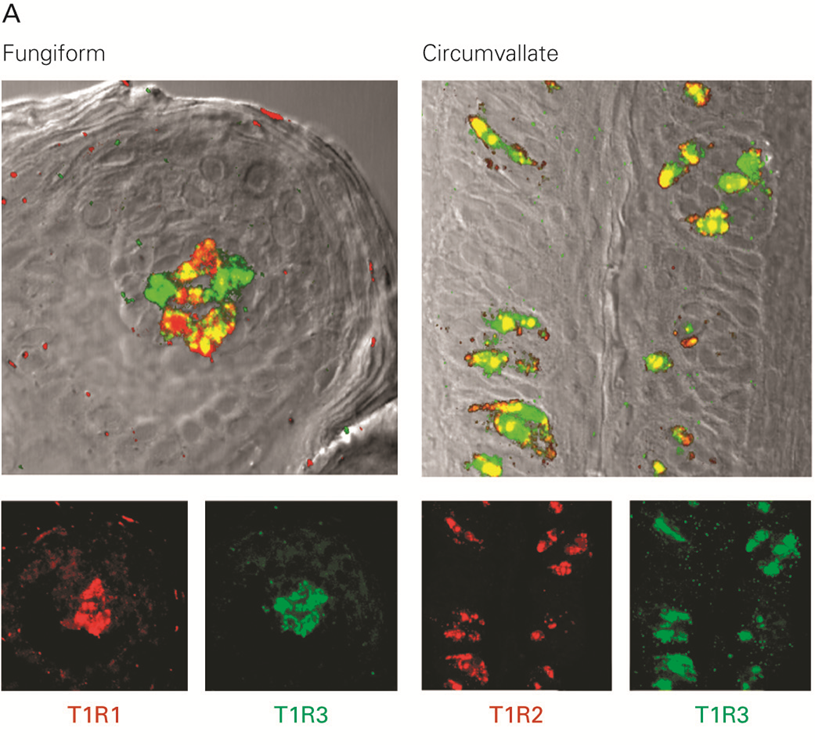 A
Fungiform
Circumvallate
T1R1
T1R3
T1R2
T1R3